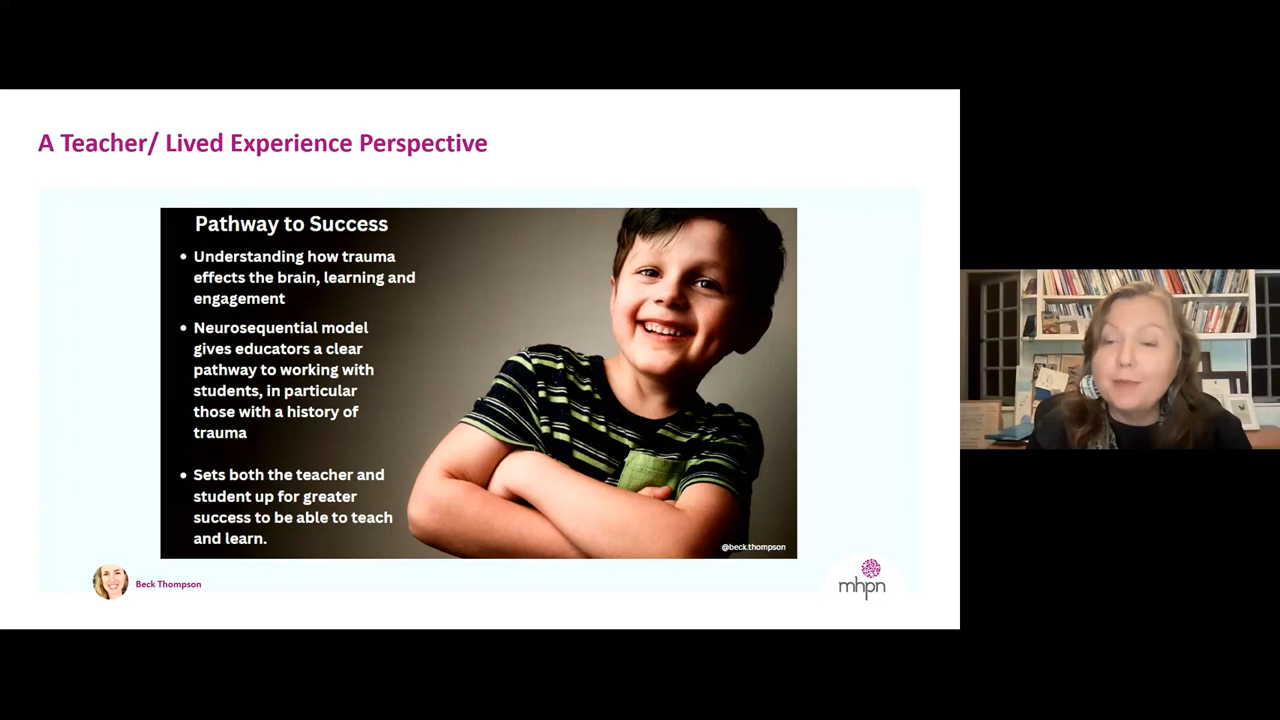 A Teacher/ Lived Experience Perspective
Pathway to Success
• Understanding how trauma
effects the brain, learning and
engagement
• Neurosequential model
gives educators a clear
pathway to working with
students, in particular
those with a history of
trauma
• Sets both the teacher and
student up for greater
success to be able to teach
and learn.
@beck.thompson
Beck Thompson
mhpn